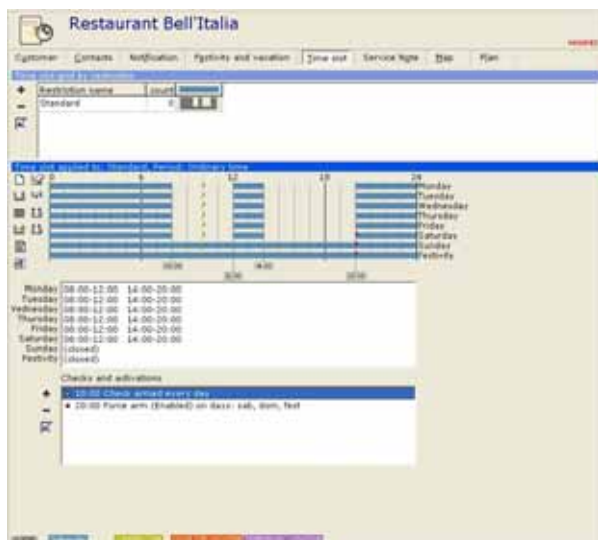 Restaurant Bell'Italia
Customer Contacts Notification Festivity and vacation Time slot Service Note Map Plan
Restriction name count
Standard 0
Time slot applied to: Standard, Period: Ordinary time
0 6 12 18 24
Monday
Tuesday
Wednesday
Thursday
Friday
Saturday
Sunday
Festivity
Monday 08:00-12:00 14:00-20:00
Tuesday 08:00-12:00 14:00-20:00
Wednesday 08:00-12:00 14:00-20:00
Thursday 08:00-12:00 14:00-20:00
Friday 08:00-12:00 14:00-20:00
Saturday 08:00-12:00 14:00-20:00
Sunday (closed)
Festivity (closed)
Checks and activations
Check armed every day
20:00 Force arm (Enabled) on days: sab, dom, fest